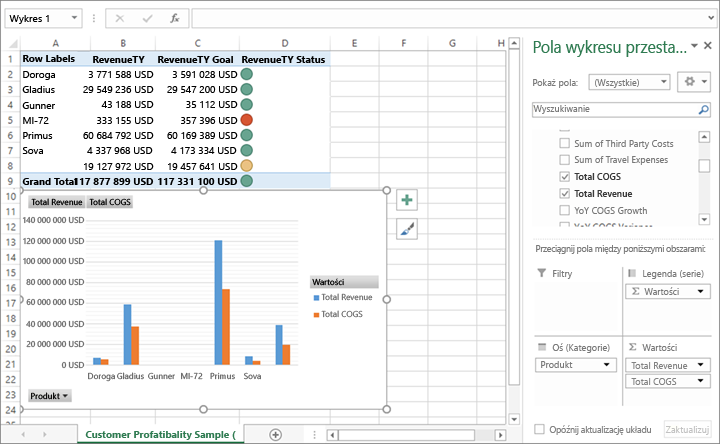 Wykres 1
fx
A B C D E F G H
1 Row Labels RevenueTY RevenueTY Goal RevenueTY Status
2 Doroga 3 771 588 USD 3 591 028 USD
3 Gladius 29 549 236 USD 29 547 200 USD
4 Gunner 43 188 USD 35 112 USD
5 MI-72 333 155 USD 357 396 USD
6 Primus 60 684 792 USD 60 169 389 USD
7 Sova 4 337 968 USD 4 173 334 USD
8 19 127 972 USD 19 457 641 USD
9 Grand Total 117 877 899 USD 117 331 100 USD
10
11
12
13
14
15
16
17
18
19
20
21
22
23
24
Total Revenue Total COGS
140 000 000 USD
120 000 000 USD
100 000 000 USD
80 000 000 USD
60 000 000 USD
40 000 000 USD
20 000 000 USD
0 USD
Doroga Gladius Gunner MI-72 Primus Sova
Wartości
Total Revenue
Total COGS
Produkt
Customer Profatibality Sample (
Pola wykresu przesta...
Pokaż pola: (Wszystkie)
Wyszukiwanie
Sum of Third Party Costs
Sum of Travel Expenses
Total COGS
Total Revenue
YoY COGS Growth
YoY COGS Variance
Przeciągnij pola między poniższymi obszarami:
Filtry
Legenda (serie)
Wartości
Oś (Kategorie)
Produkt
Wartości
Total Revenue
Total COGS
Opóźnij aktualizację układu
Zaktualizuj